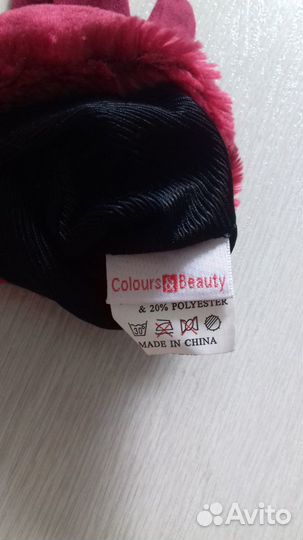 Colours & Beauty
& 20% POLYESTER
30°
MADE IN CHINA
Avito